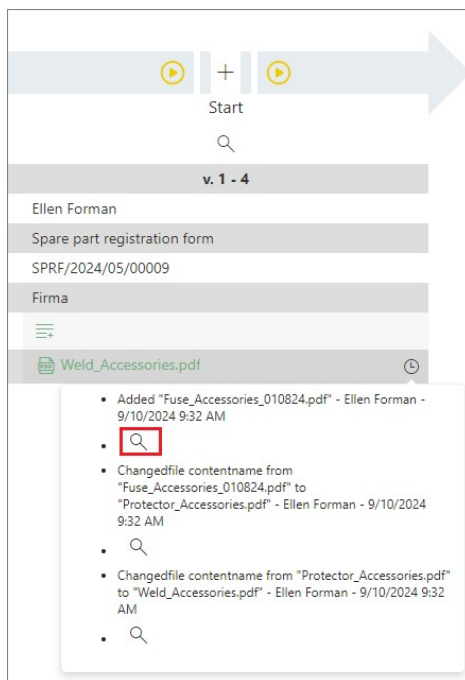 Start
v. 1 - 4
Ellen Forman
Spare part registration form
SPRF/2024/05/00009
Firma
Weld_Accessories.pdf
Added "Fuse_Accessories_010824.pdf" - Ellen Forman -
9/10/2024 9:32 AM
Changedfile contentname from
"Fuse_Accessories_010824.pdf" to
"Protector_Accessories.pdf" - Ellen Forman - 9/10/2024
9:32 AM
Changedfile contentname from "Protector_Accessories.pdf"
to "Weld_Accessories.pdf" - Ellen Forman - 9/10/2024 9:32
AM